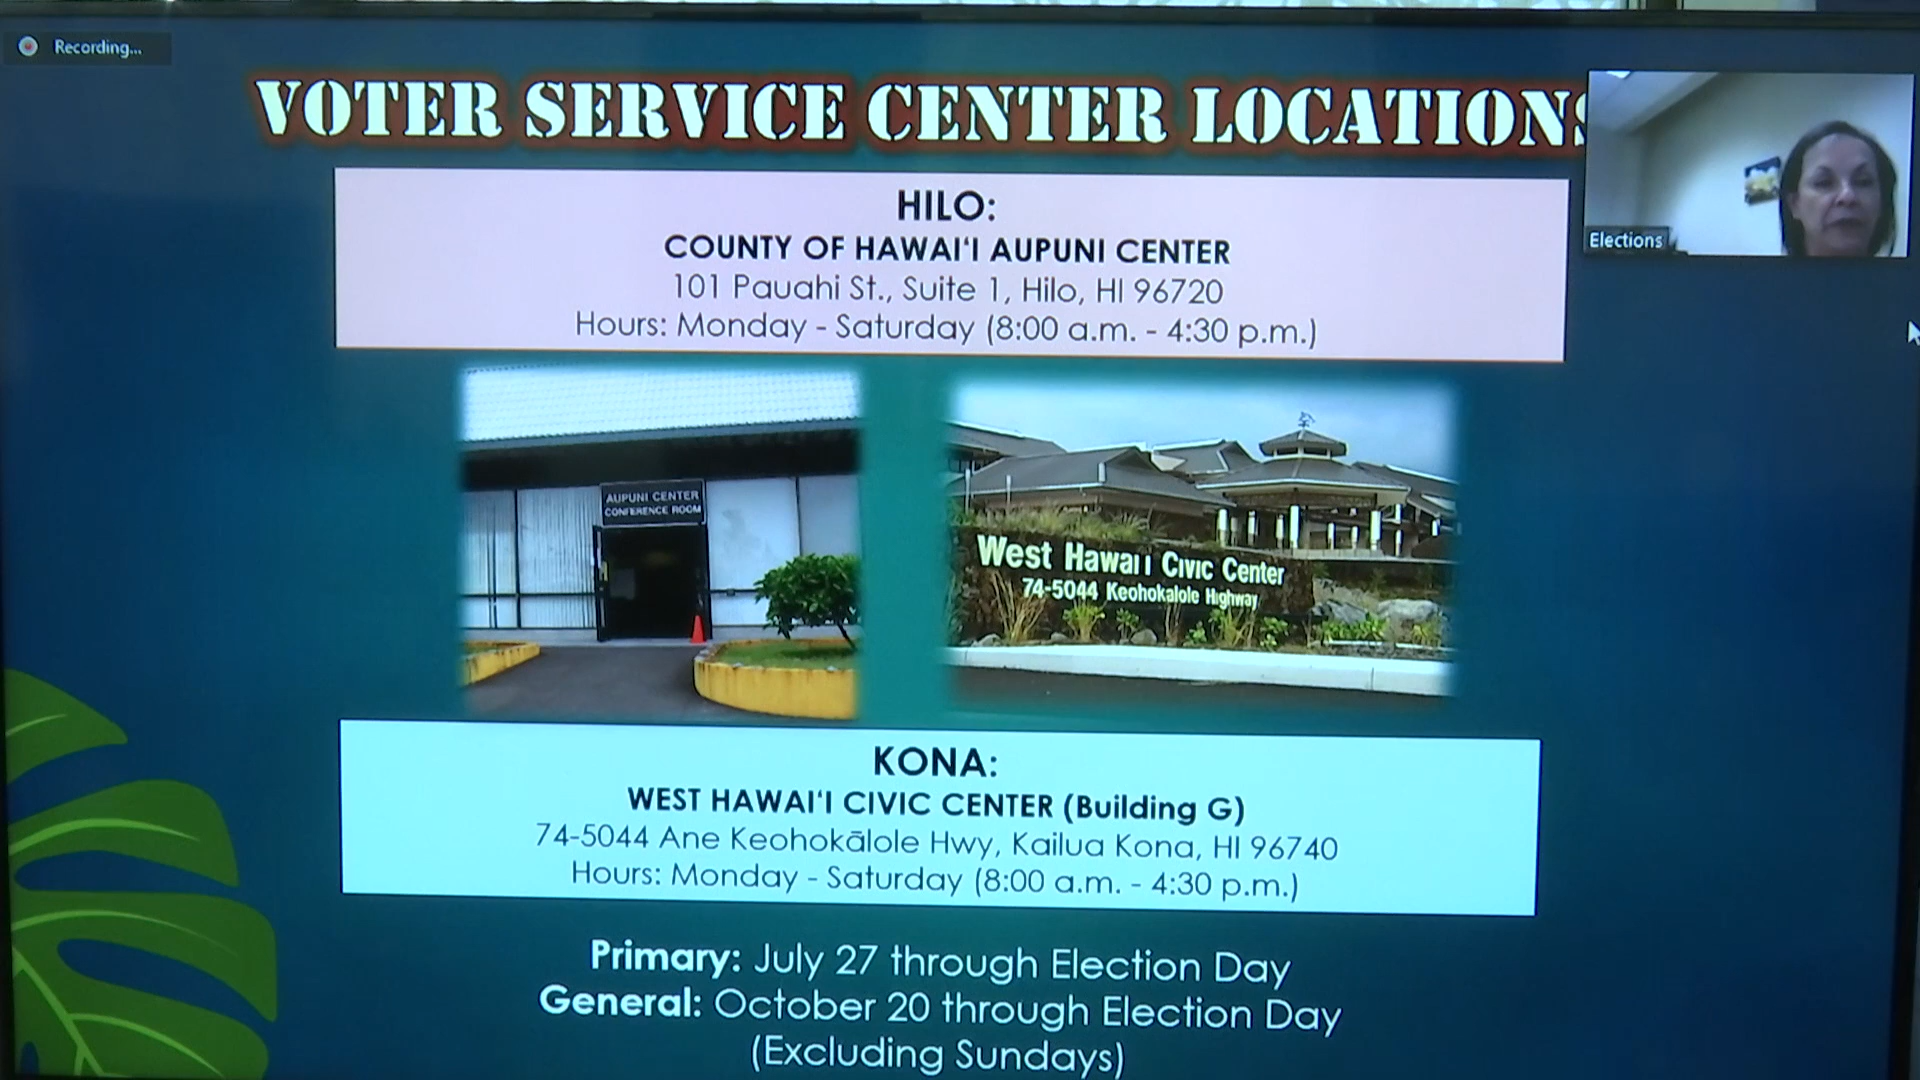 Recording...
VOTER SERVICE CENTER LOCATIONS
HILO:
COUNTY OF HAWAIʻI AUPUNI CENTER
101 Pauahi St., Suite 1, Hilo, HI 96720
Hours: Monday - Saturday (8:00 a.m. - 4:30 p.m.)
Elections
AUPUNI CENTER
CONFERENCE ROOM
West Hawai i Civic Center
74-5044 Keohokalole Highway
KONA:
WEST HAWAIʻI CIVIC CENTER (Building G)
74-5044 Ane Keohokālole Hwy, Kailua Kona, HI 96740
Hours: Monday - Saturday (8:00 a.m. - 4:30 p.m.)
Primary: July 27 through Election Day
General: October 20 through Election Day
(Excluding Sundays)